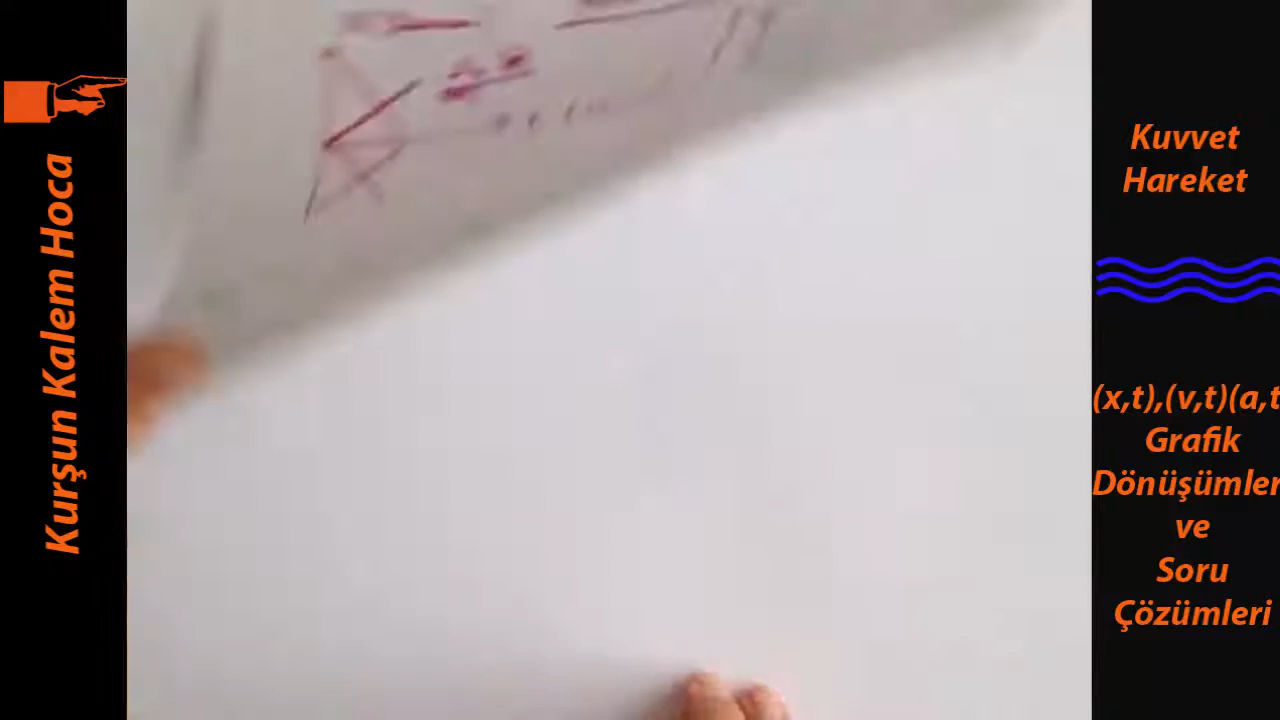 Kurşun Kalem Hoca
Kuvvet
Hareket
(x,t),(v,t)(a,t
Grafik
Dönüşümler
ve
Soru
Çözümleri